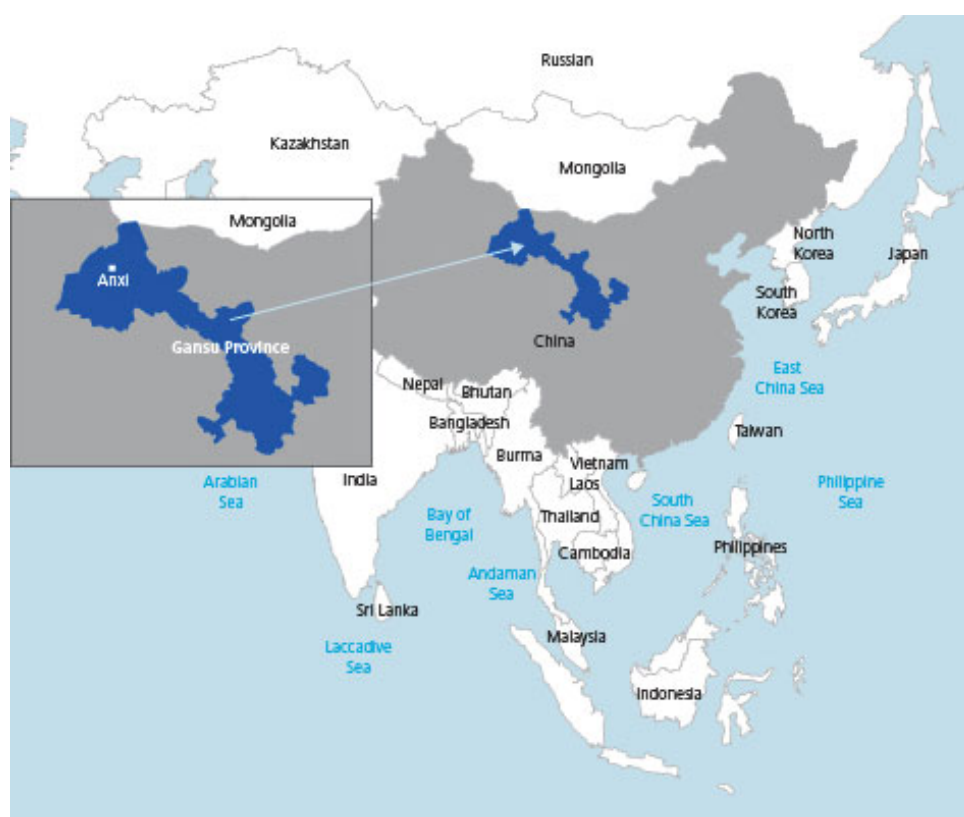 Russian
Kazakhstan
Mongolia
Mongolia
North
Korea
Japan
Anxi
South
Korea
China
Gansu Province
East
China Sea
Nepal
Bhutan
Bangladesh
Taiwan
Burma
Vietnam
Laos
India
Arabian
Sea
Philippine
Sea
South
China Sea
Bay of
Bengal
Thailand
Philippines
Cambodia
Andaman
Sea
Sri Lanka
Malaysia
Laccadive
Sea
Indonesia